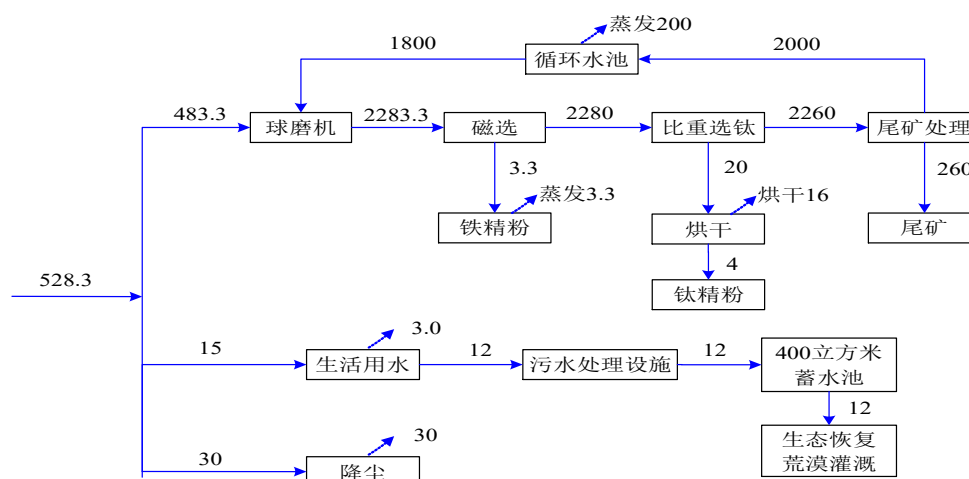 蒸发200
1800
循环水池
2000
483.3
球磨机
2283.3
磁选
2280
比重选钛
2260
尾矿处理
3.3
20
260
蒸发3.3
烘干16
铁精粉
烘干
尾矿
4
528.3
钛精粉
3.0
15
生活用水
12
污水处理设施
12
400立方米
蓄水池
12
30
30
降尘
生态恢复
荒漠灌溉